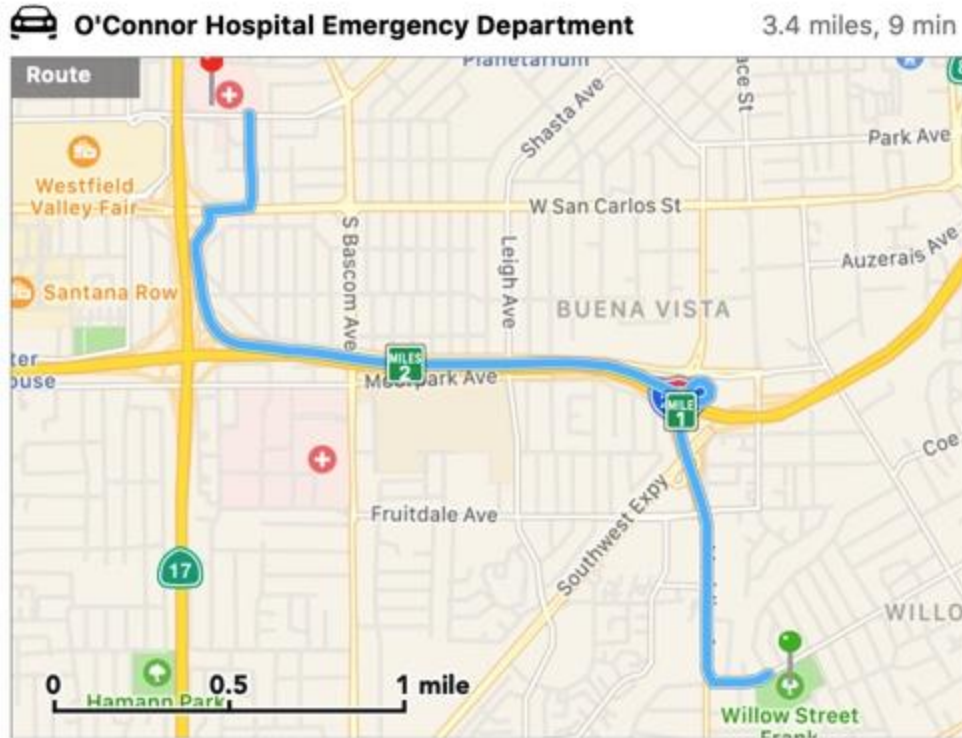 O'Connor Hospital Emergency Department
3.4 miles, 9 min
Route
Planetarium
Shasta Ave
Park Ave
Westfield
Valley Fair
W San Carlos St
S Bascom Ave
Leigh Ave
Auzerais Ave
Santana Row
BUENA VISTA
MILES
2
Moorpark Ave
MILE
1
Coe
Fruitdale Ave
Southwest Expy
17
WILLO
0
0.5
1 mile
Hamann Park
Willow Street
Frank